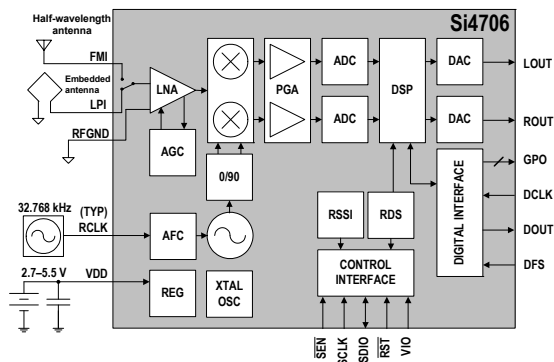 Si4706
Half-wavelength
antenna
FMI
Embedded
antenna
LPI
RFGND
LNA
AGC
0/90
PGA
ADC
ADC
DSP
DAC
DAC
LOUT
ROUT
GPO
DCLK
DOUT
DFS
DIGITAL INTERFACE
32.768 kHz
(TYP)
RCLK
AFC
RSSI
RDS
CONTROL
INTERFACE
2.7–5.5 V
VDD
REG
XTAL
OSC
SEN
SCLK
SDIO
RST
VIO